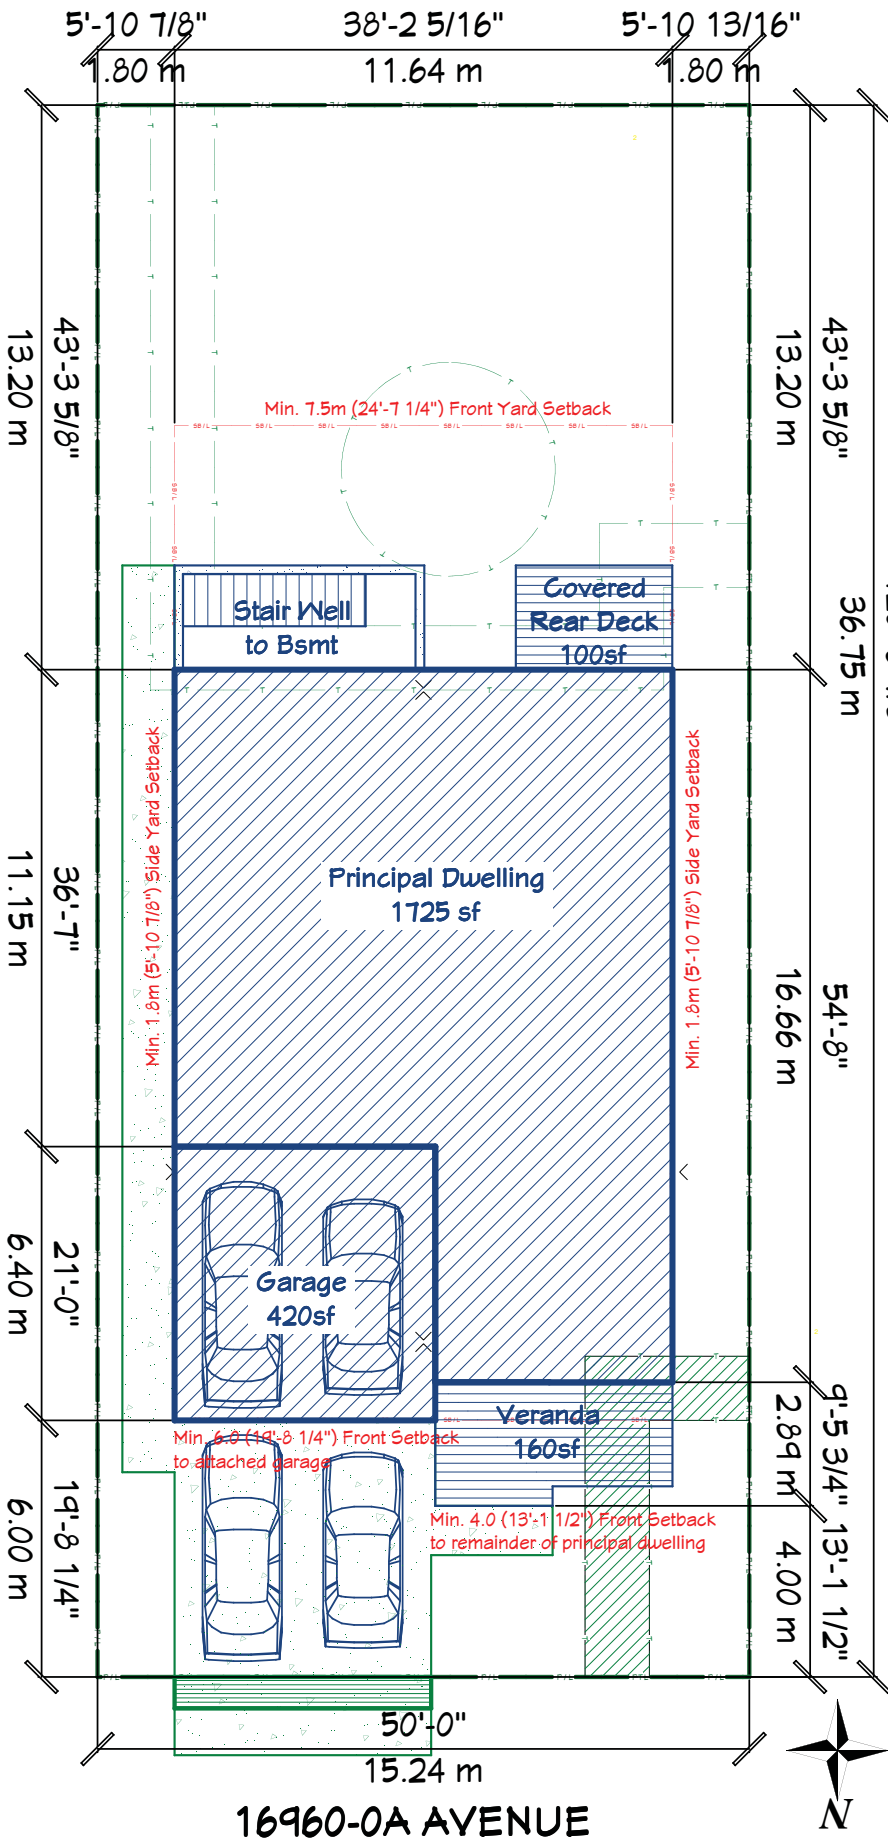 5'-10 7/8"
38'-2 5/16"
5'-10 13/16"
1.80 m
11.64 m
1.80 m
43'-3 5/8"
13.20 m
13.20 m
43'-3 5/8"
Min. 7.5m (24'-7 1/4") Front Yard Setback
36.75 m
Stair Well
to Bsmt
Covered
Rear Deck
100sf
Min. 1.8m (5'-10 7/8") Side Yard Setback
Min. 1.8m (5'-10 7/8") Side Yard Setback
Principal Dwelling
1725 sf
36'-7"
11.15 m
54'-8"
16.66 m
21'-0"
6.40 m
Garage
420sf
Veranda
160sf
9'-5 3/4"
2.89 m
Min. 6.0 (19'-8 1/4") Front Setback
to attached garage
Min. 4.0 (13'-1 1/2") Front Setback
to remainder of principal dwelling
19'-8 1/4"
6.00 m
13'-1 1/2"
4.00 m
50'-0"
15.24 m
N
16960-0A AVENUE